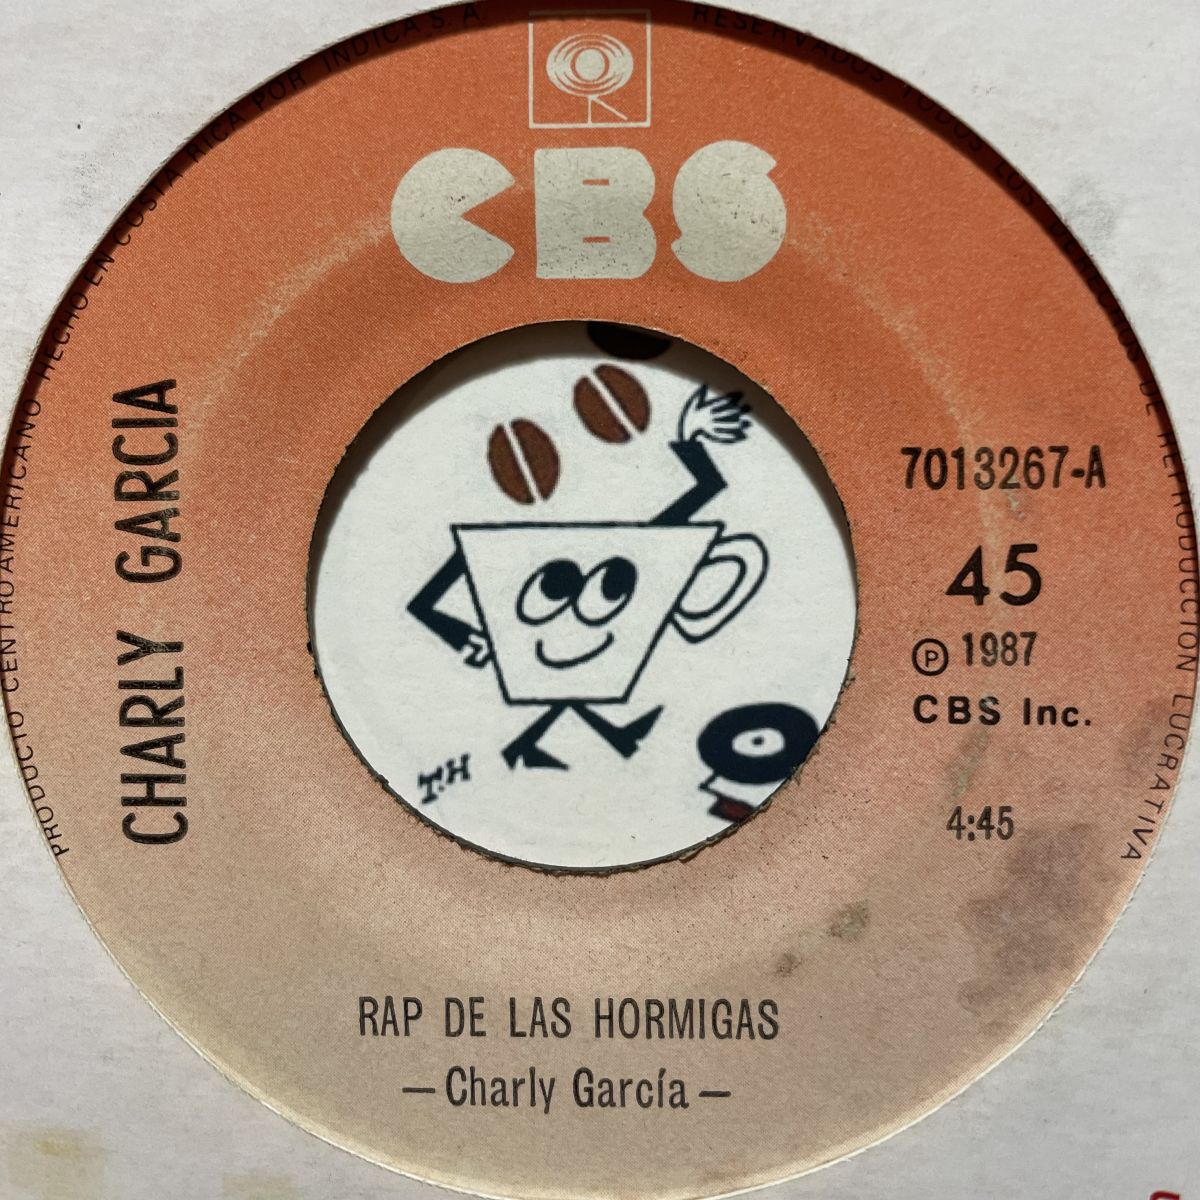 PRODUCTO CENTROAMERICANO HECHO EN COSTA RICA POR INDICA S. A.
RESERVADOS TODOS LOS DERECHOS DE REPRODUCCION LUCRATIVA
CBS
CHARLY GARCIA
7013267-A
45
Ⓟ 1987
CBS Inc.
4:45
T.H
RAP DE LAS HORMIGAS
—Charly García—